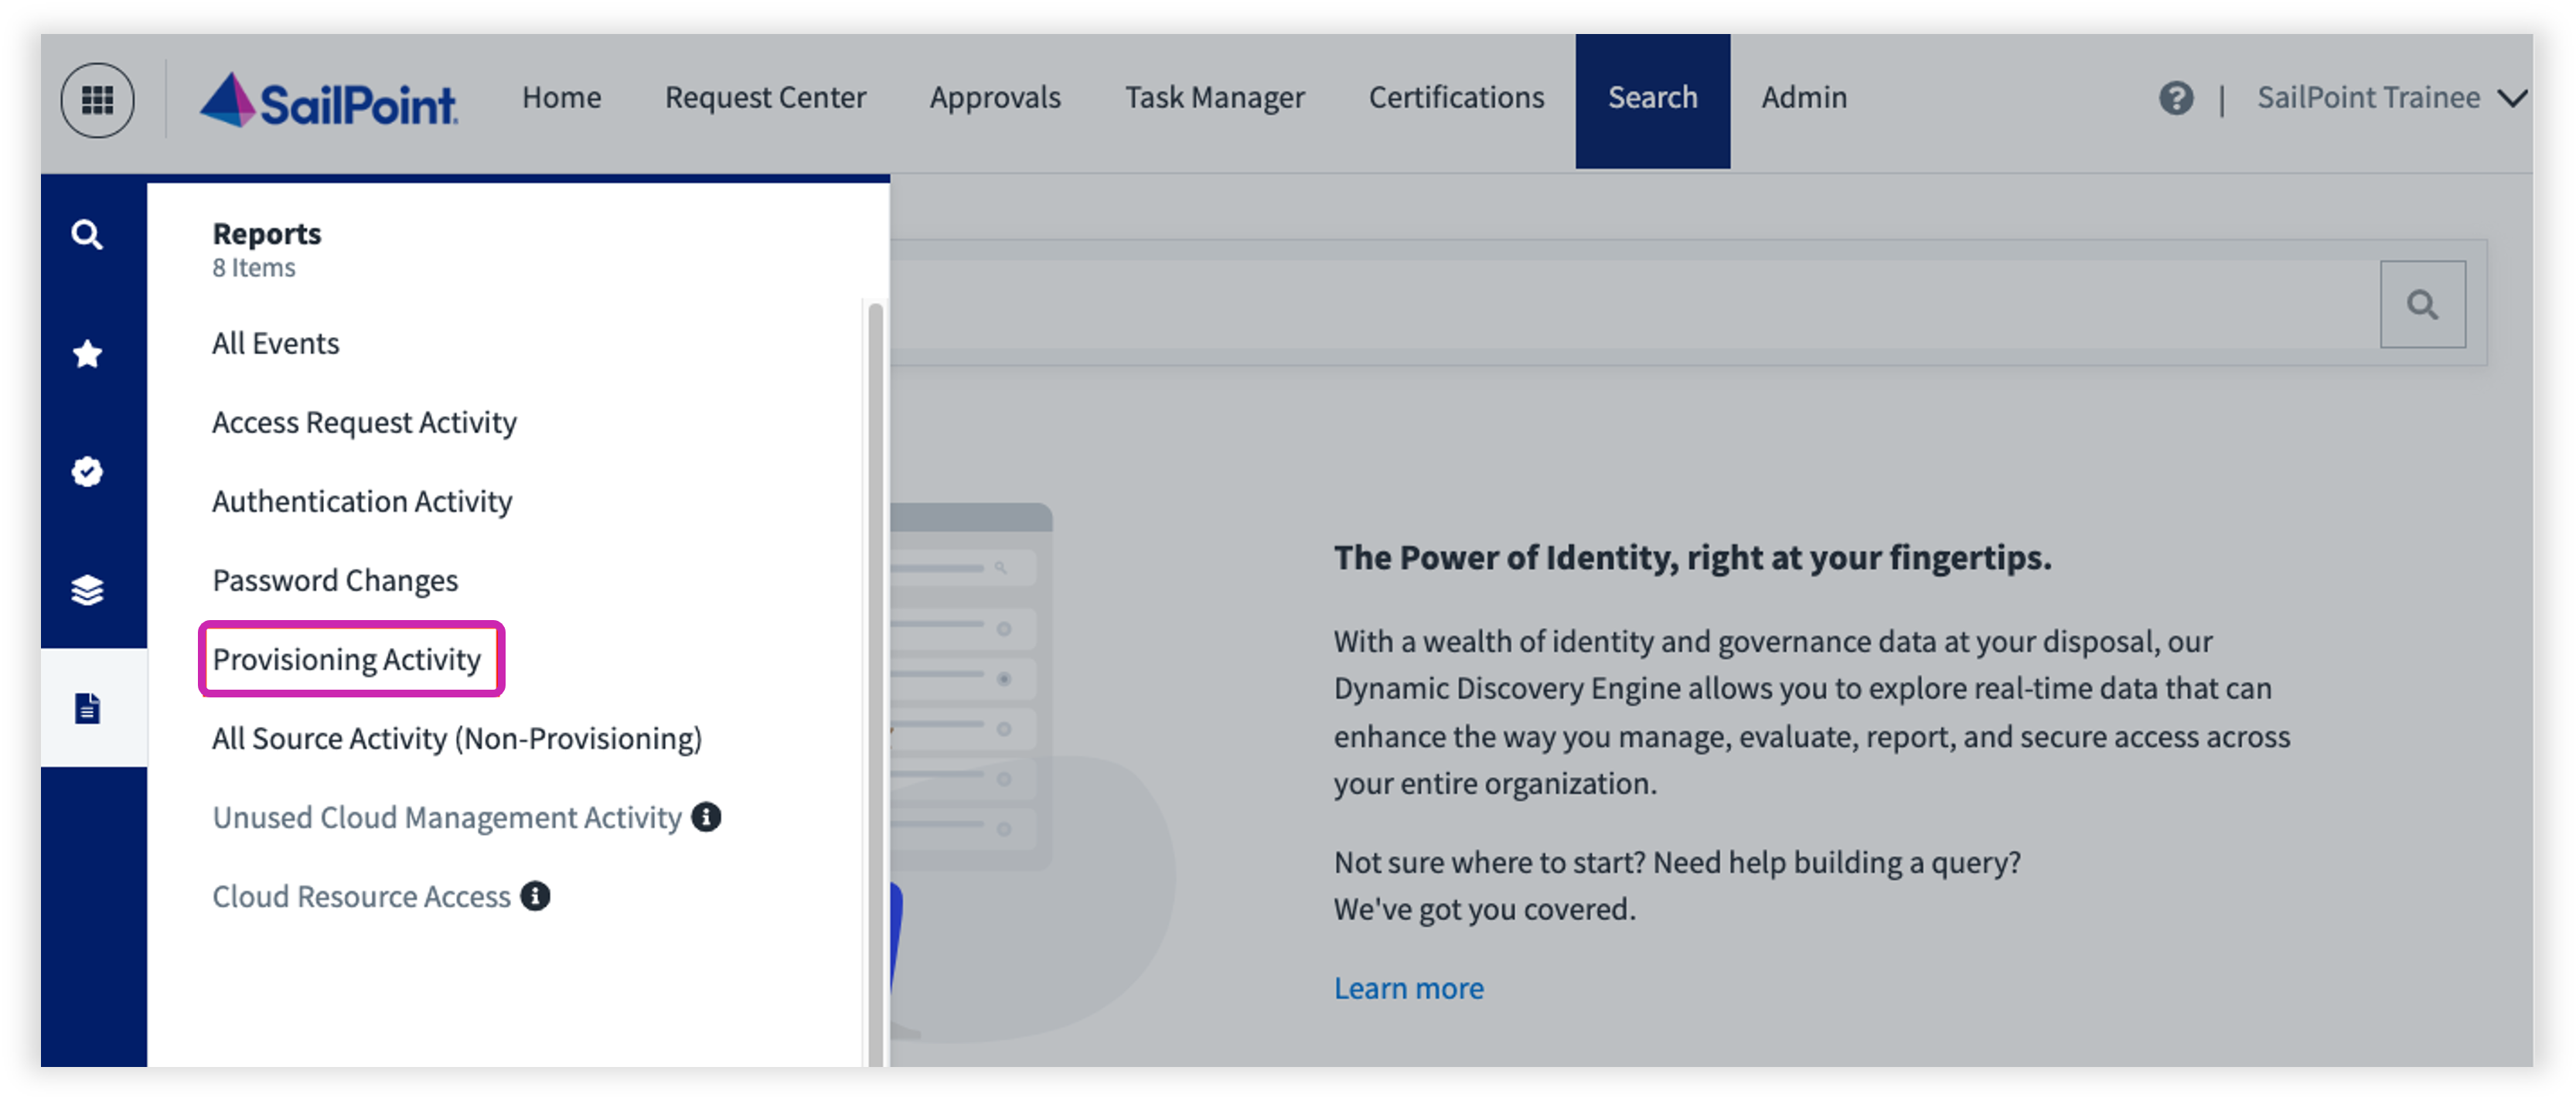 SailPoint. Home Request Center Approvals Task Manager Certifications Search Admin ? | SailPoint Trainee
Reports
8 Items
All Events
Access Request Activity
Authentication Activity
Password Changes
Provisioning Activity
All Source Activity (Non-Provisioning)
Unused Cloud Management Activity
Cloud Resource Access
The Power of Identity, right at your fingertips.
With a wealth of identity and governance data at your disposal, our
Dynamic Discovery Engine allows you to explore real-time data that can
enhance the way you manage, evaluate, report, and secure access across
your entire organization.
Not sure where to start? Need help building a query?
We've got you covered.
Learn more